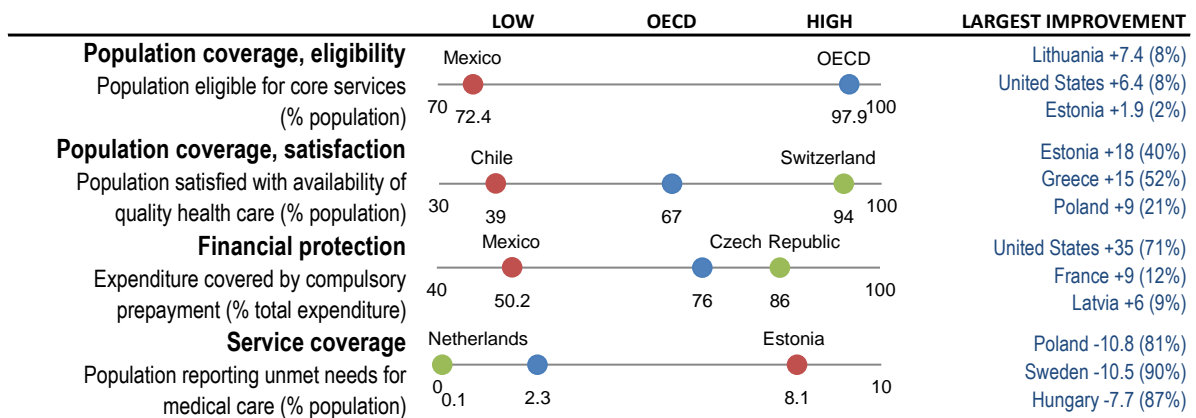 LOW OECD HIGH LARGEST IMPROVEMENT
Population coverage, eligibility
Population eligible for core services
(% population)
Mexico OECD
70 72.4 97.9 100
Lithuania +7.4 (8%)
United States +6.4 (8%)
Estonia +1.9 (2%)
Population coverage, satisfaction
Population satisfied with availability of
quality health care (% population)
Chile Switzerland
30 39 67 94 100
Estonia +18 (40%)
Greece +15 (52%)
Poland +9 (21%)
Financial protection
Expenditure covered by compulsory
prepayment (% total expenditure)
Mexico Czech Republic
40 50.2 76 86 100
United States +35 (71%)
France +9 (12%)
Latvia +6 (9%)
Service coverage
Population reporting unmet needs for
medical care (% population)
Netherlands Estonia
0 0.1 2.3 8.1 10
Poland -10.8 (81%)
Sweden -10.5 (90%)
Hungary -7.7 (87%)